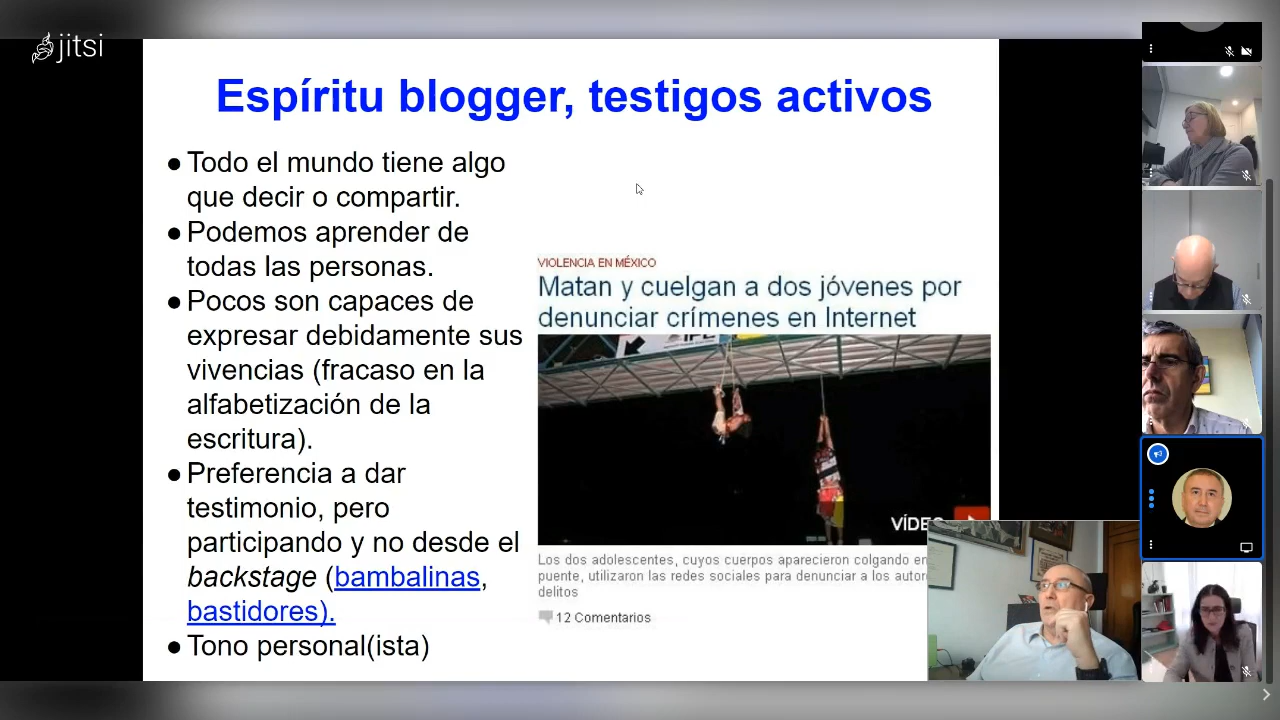 jitsi
Espíritu blogger, testigos activos
● Todo el mundo tiene algo
que decir o compartir.
● Podemos aprender de
todas las personas.
● Pocos son capaces de
expresar debidamente sus
vivencias (fracaso en la
alfabetización de la
escritura).
● Preferencia a dar
testimonio, pero
participando y no desde el
backstage (bambalinas,
bastidores).
● Tono personal(ista)
VIOLENCIA EN MÉXICO
Matan y cuelgan a dos jóvenes por
denunciar crímenes en Internet
VÍDEO
Los dos adolescentes, cuyos cuerpos aparecieron colgando en
puente, utilizaron las redes sociales para denunciar a los
delitos
12 Comentarios